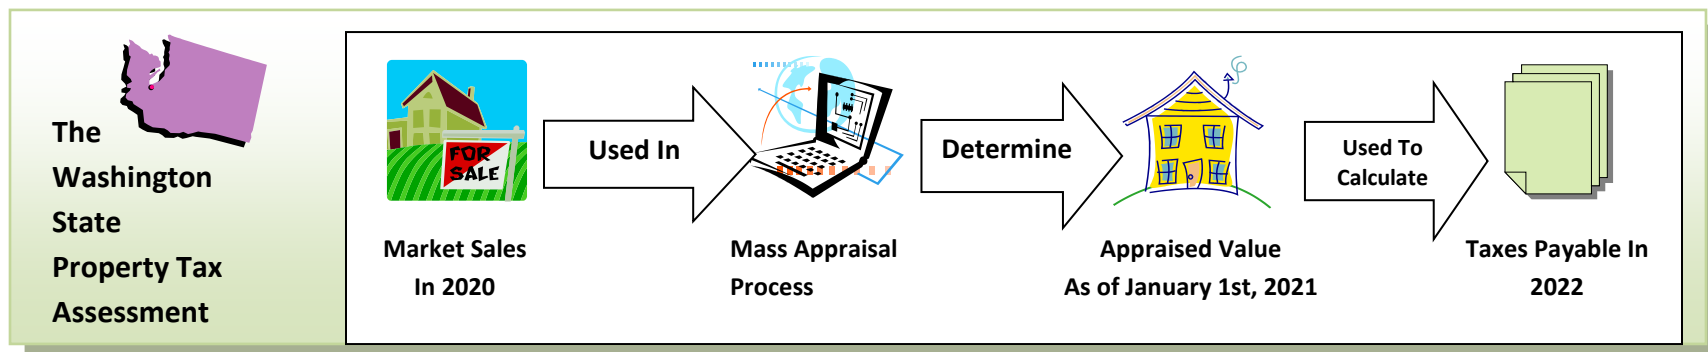 The
Washington
State
Property Tax
Assessment
FOR
SALE
Used In
Determine
Used To
Calculate
Market Sales
In 2020
Mass Appraisal
Process
Appraised Value
As of January 1st, 2021
Taxes Payable In
2022